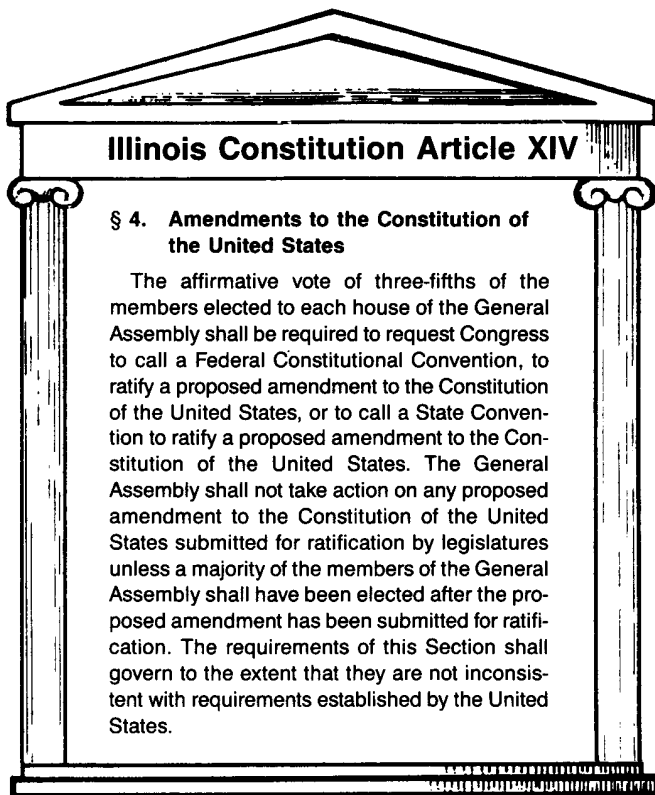 Illinois Constitution Article XIV
§ 4. Amendments to the Constitution of
the United States
The affirmative vote of three-fifths of the
members elected to each house of the General
Assembly shall be required to request Congress
to call a Federal Constitutional Convention, to
ratify a proposed amendment to the Constitution
of the United States, or to call a State Conven-
tion to ratify a proposed amendment to the Con-
stitution of the United States. The General
Assembly shall not take action on any proposed
amendment to the Constitution of the United
States submitted for ratification by legislatures
unless a majority of the members of the General
Assembly shall have been elected after the pro-
posed amendment has been submitted for ratifi-
cation. The requirements of this Section shall
govern to the extent that they are not inconsis-
tent with requirements established by the United
States.